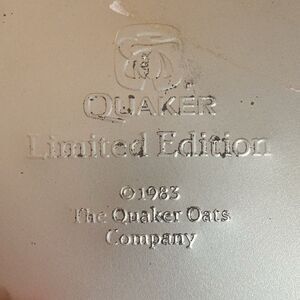 QUAKER
Limited Edition
© 1983
The Quaker Oats
Company